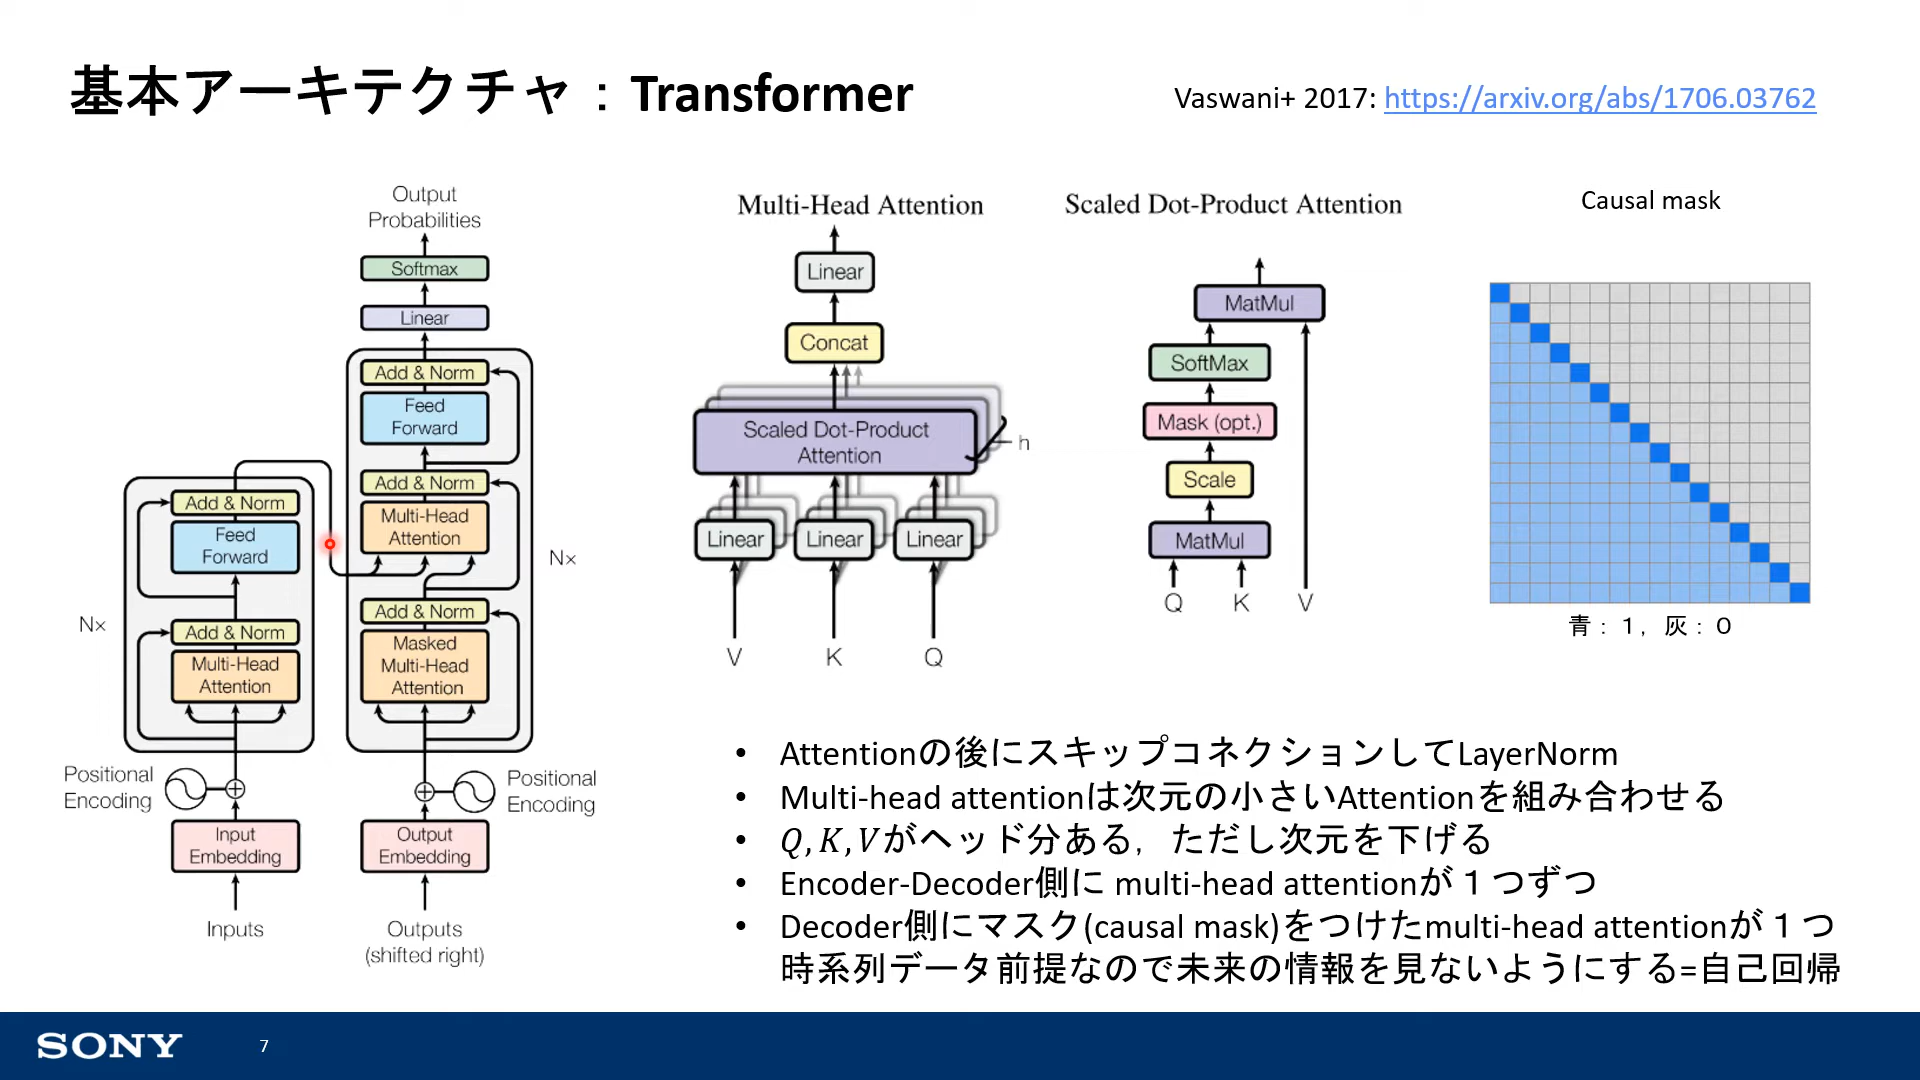 基本アーキテクチャ：Transformer
Vaswani+ 2017: https://arxiv.org/abs/1706.03762
Output
Probabilities
Softmax
Linear
Add & Norm
Feed
Forward
Add & Norm
Multi-Head
Attention
Add & Norm
Masked
Multi-Head
Attention
Nx
Add & Norm
Feed
Forward
Add & Norm
Multi-Head
Attention
Nx
Positional
Encoding
Positional
Encoding
Input
Embedding
Output
Embedding
Inputs
Outputs
(shifted right)
Multi-Head Attention
Linear
Concat
Scaled Dot-Product
Attention
h
Linear Linear Linear
V K Q
Scaled Dot-Product Attention
MatMul
SoftMax
Mask (opt.)
Scale
MatMul
Q K V
Causal mask
青：１，灰：０
• Attentionの後にスキップコネクションしてLayerNorm
• Multi-head attentionは次元の小さいAttentionを組み合わせる
• Q, K, Vがヘッド分ある，ただし次元を下げる
• Encoder-Decoder側に multi-head attentionが１つずつ
• Decoder側にマスク(causal mask)をつけたmulti-head attentionが１つ
時系列データ前提なので未来の情報を見ないようにする=自己回帰
SONY
7